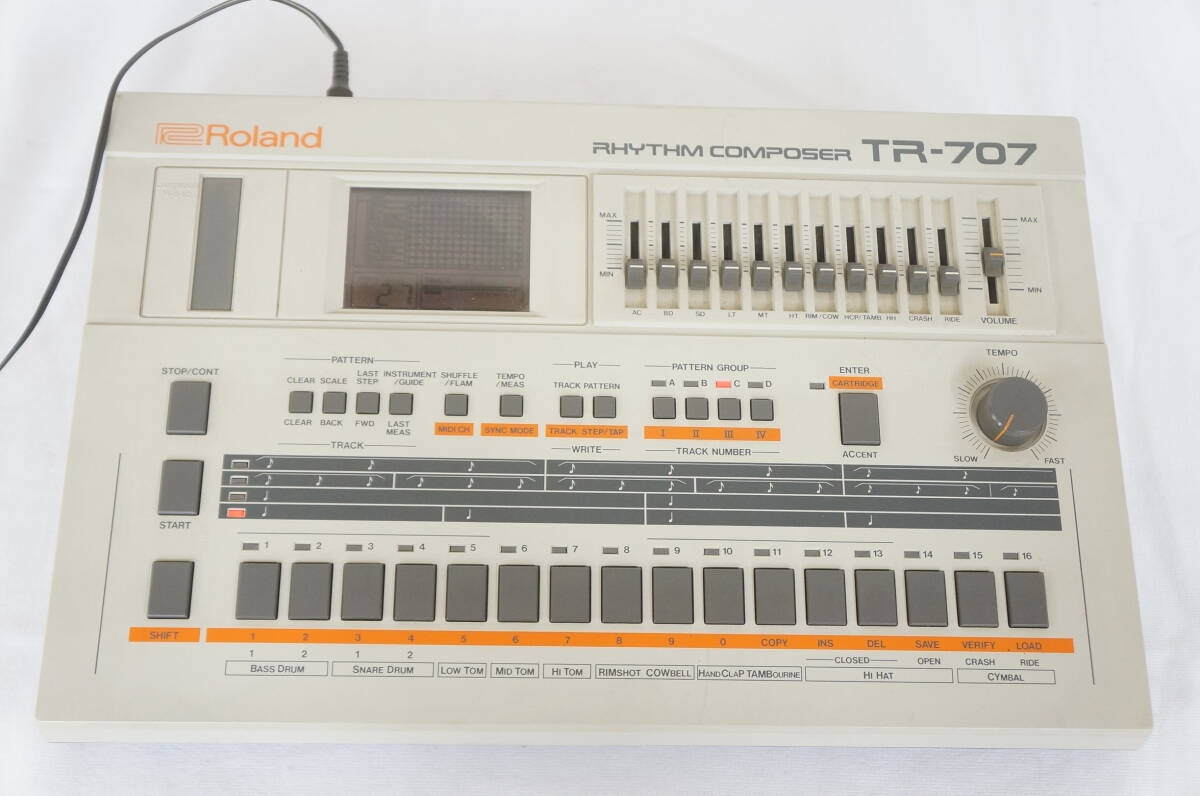 Roland
RHYTHM COMPOSER TR-707
MAX
MIN
AC BD SD LT MT HT RIM/COW HCP/TAMB HH CRASH RIDE
MAX
MIN
VOLUME
STOP/CONT
PATTERN
CLEAR SCALE LAST STEP INSTRUMENT /GUIDE
SHUFFLE /FLAM
TEMPO /MEAS
CLEAR BACK FWD LAST MEAS
MIDI CH
SYNC MODE
TRACK
PLAY
TRACK PATTERN
TRACK STEP/TAP
WRITE
PATTERN GROUP
A B C D
I II III IV
TRACK NUMBER
ENTER
CARTRIDGE
ACCENT
TEMPO
SLOW FAST
START
1 2 3 4 5 6 7 8 9 10 11 12 13 14 15 16
SHIFT
1 2 3 4 5 6 7 8 9 0 COPY INS DEL SAVE VERIFY LOAD
1 2 1 2 CLOSED OPEN CRASH RIDE
BASS DRUM SNARE DRUM LOW TOM MID TOM HI TOM RIMSHOT COWBELL HAND CLAP TAMBOURINE HI HAT CYMBAL